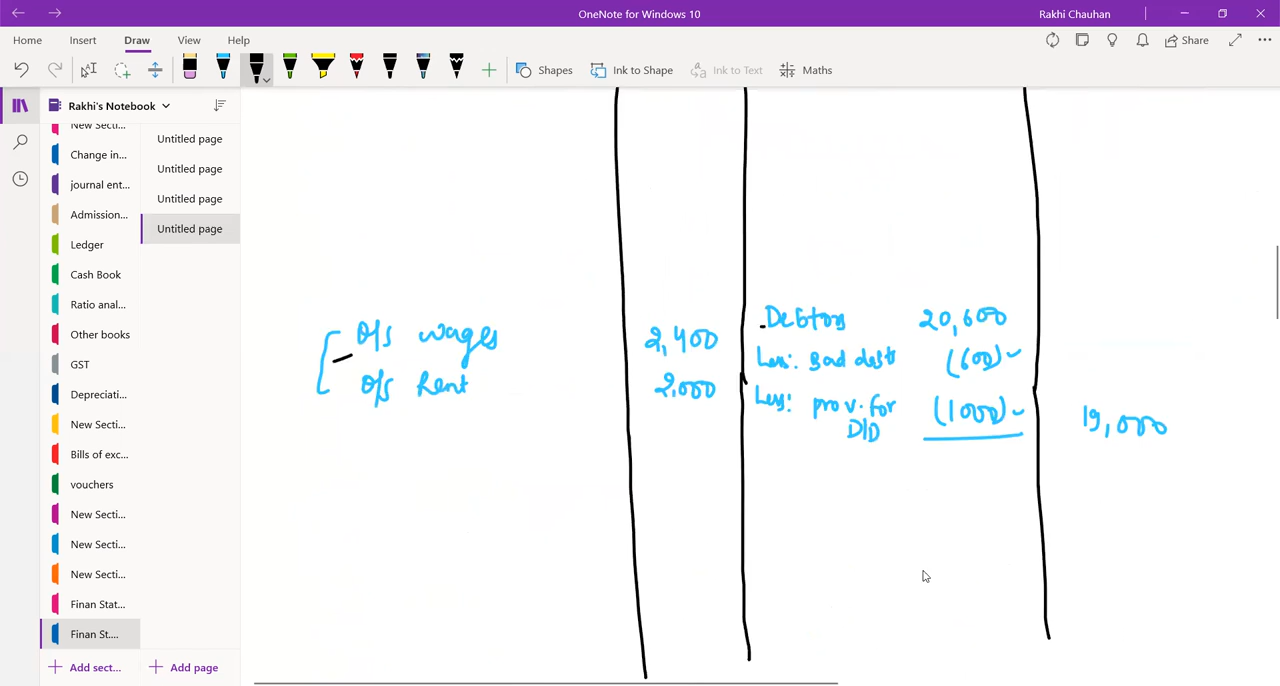 OneNote for Windows 10
Rakhi Chauhan
Home
Insert
Draw
View
Help
Share
Shapes
Ink to Shape
Ink to Text
Maths
Rakhi's Notebook
New Secti...
Change in...
journal ent...
Admission...
Ledger
Cash Book
Ratio anal...
Other books
GST
Depreciati...
New Secti...
Bills of exc...
vouchers
New Secti...
New Secti...
New Secti...
Finan Stat...
Finan St....
Add sect...
Untitled page
Untitled page
Untitled page
Untitled page
Add page
O/s wages 2,400
O/s Rent 2,000
Debtors 20,600
Less: Bad debts (600)
Less: prov. for (1000) 19,000
D/D